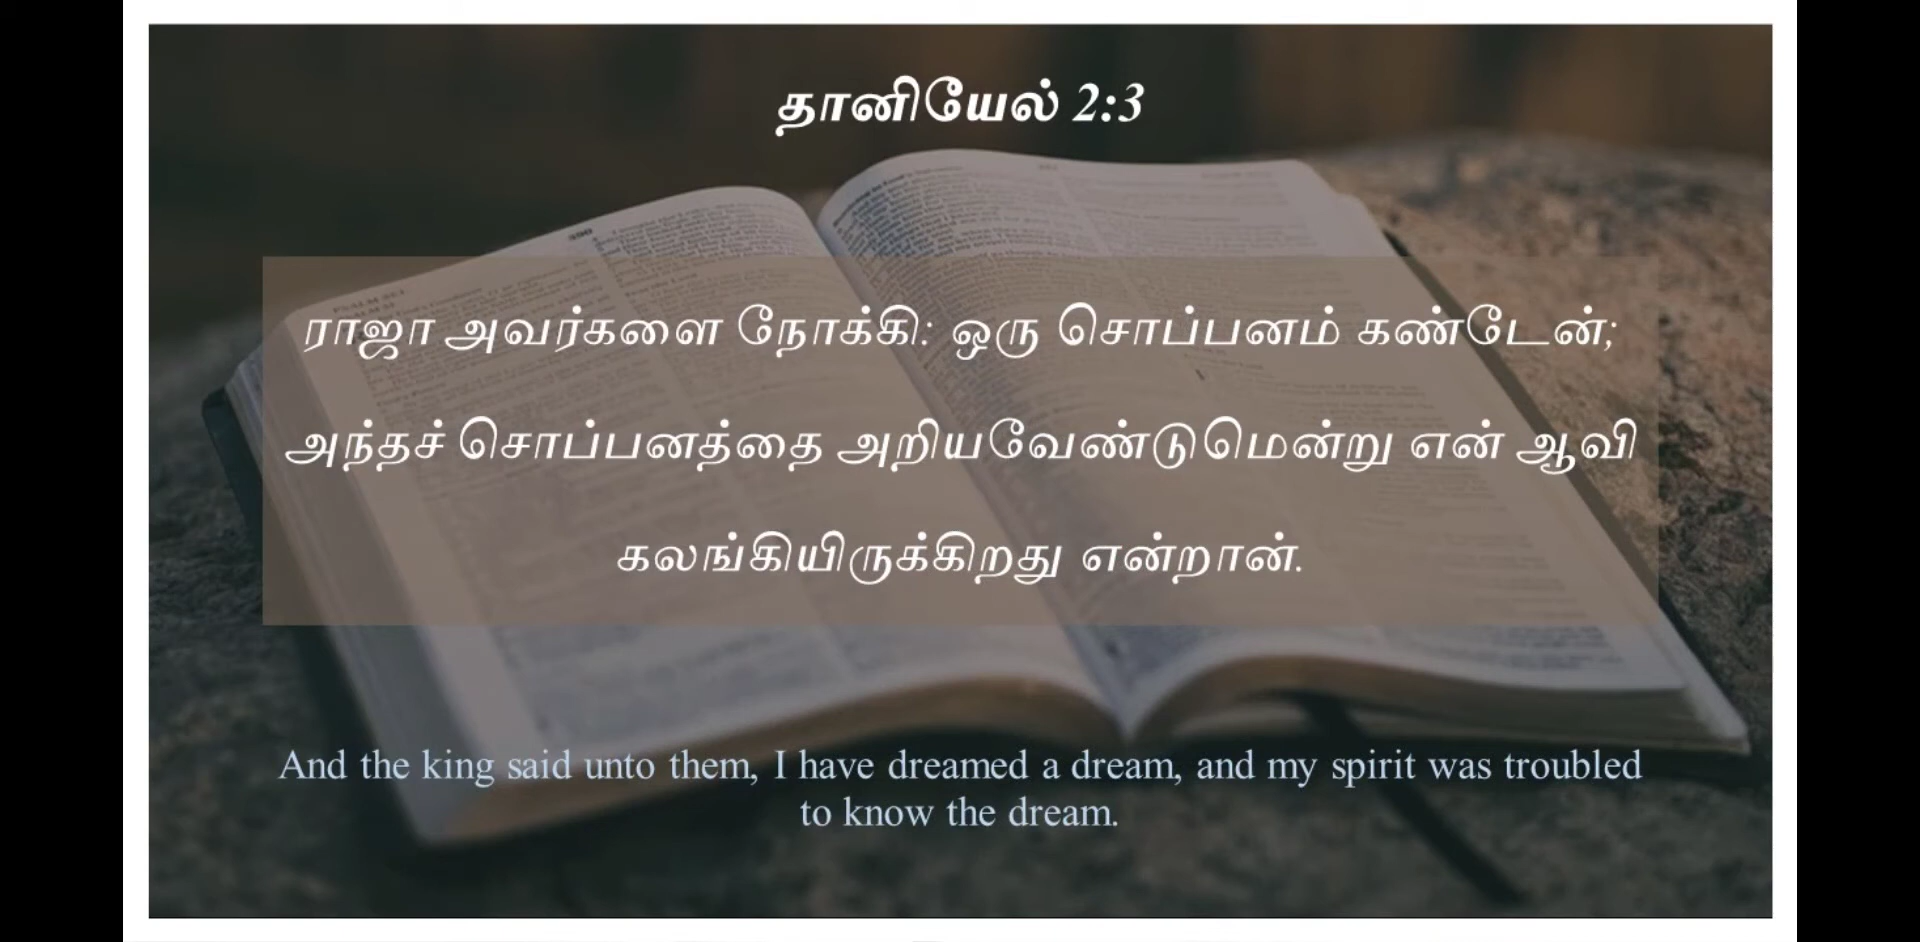 தானியேல் 2:3
ராஜா அவர்களை நோக்கி: ஒரு சொப்பனம் கண்டேன்;
அந்தச் சொப்பனத்தை அறியவேண்டுமென்று என் ஆவி
கலங்கியிருக்கிறது என்றான்.
And the king said unto them, I have dreamed a dream, and my spirit was troubled
to know the dream.